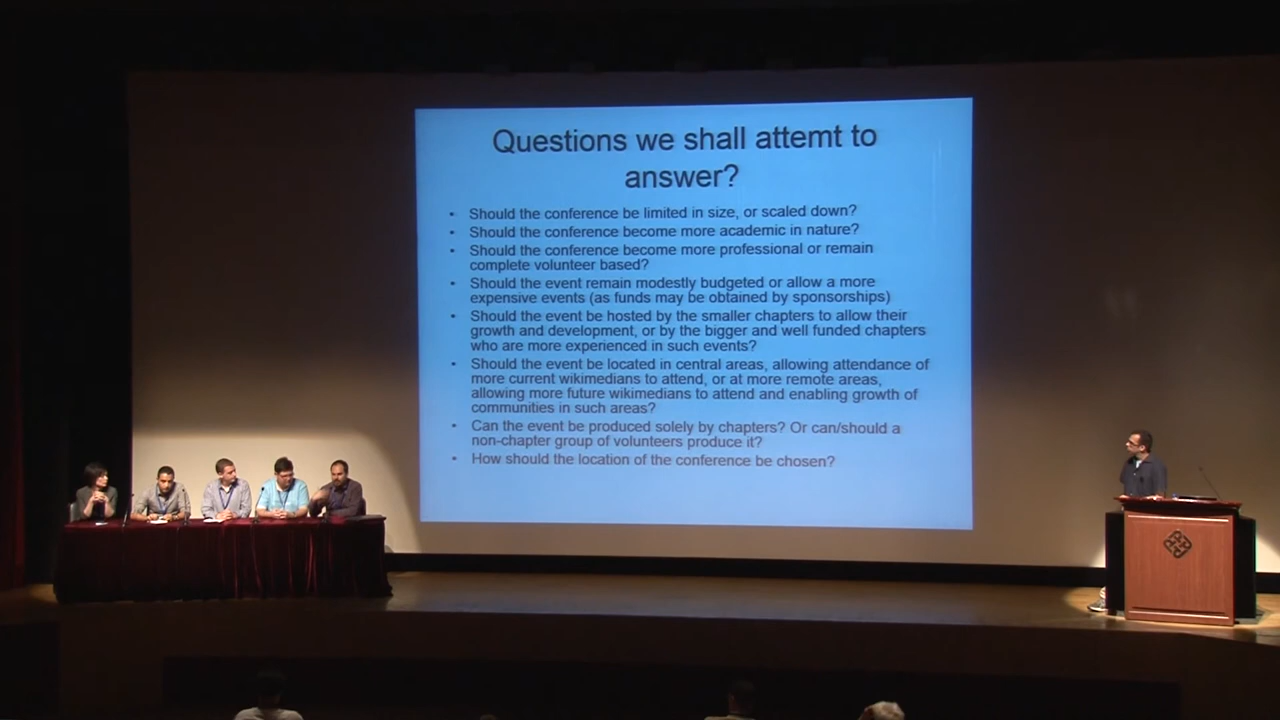 Questions we shall attemt to
answer?
• Should the conference be limited in size, or scaled down?
• Should the conference become more academic in nature?
• Should the conference become more professional or remain
complete volunteer based?
• Should the event remain modestly budgeted or allow a more
expensive events (as funds may be obtained by sponsorships)
• Should the event be hosted by the smaller chapters to allow their
growth and development, or by the bigger and well funded chapters
who are more experienced in such events?
• Should the event be located in central areas, allowing attendance of
more current wikimedians to attend, or at more remote areas,
allowing more future wikimedians to attend and enabling growth of
communities in such areas?
• Can the event be produced solely by chapters? Or can/should a
non-chapter group of volunteers produce it?
• How should the location of the conference be chosen?